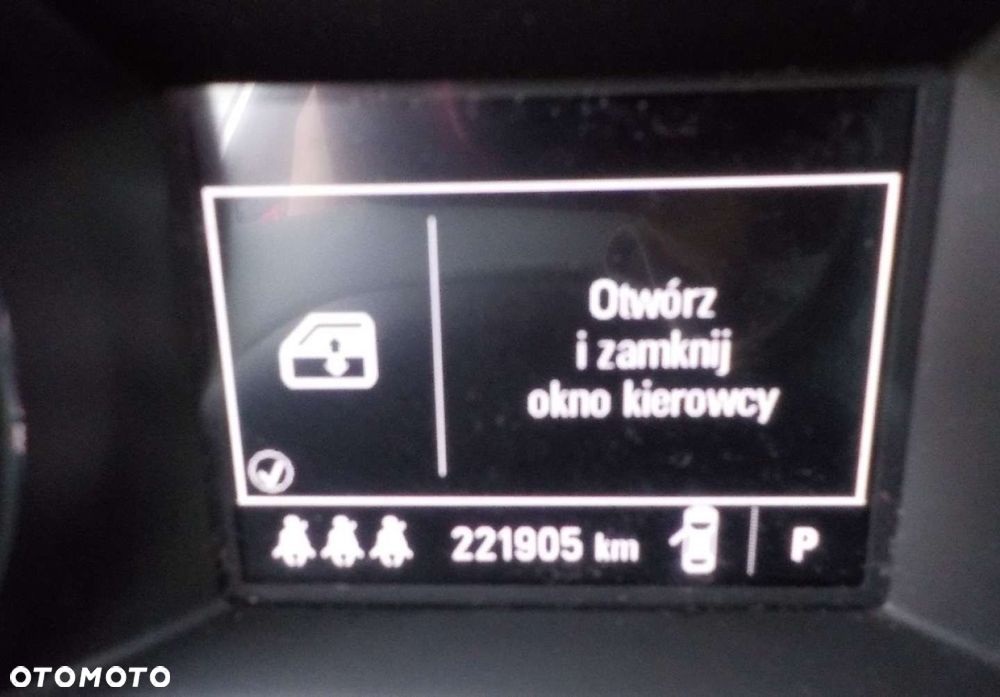 Otwórz
i zamknij
okno kierowcy
221905 km
P
OTOMOTO